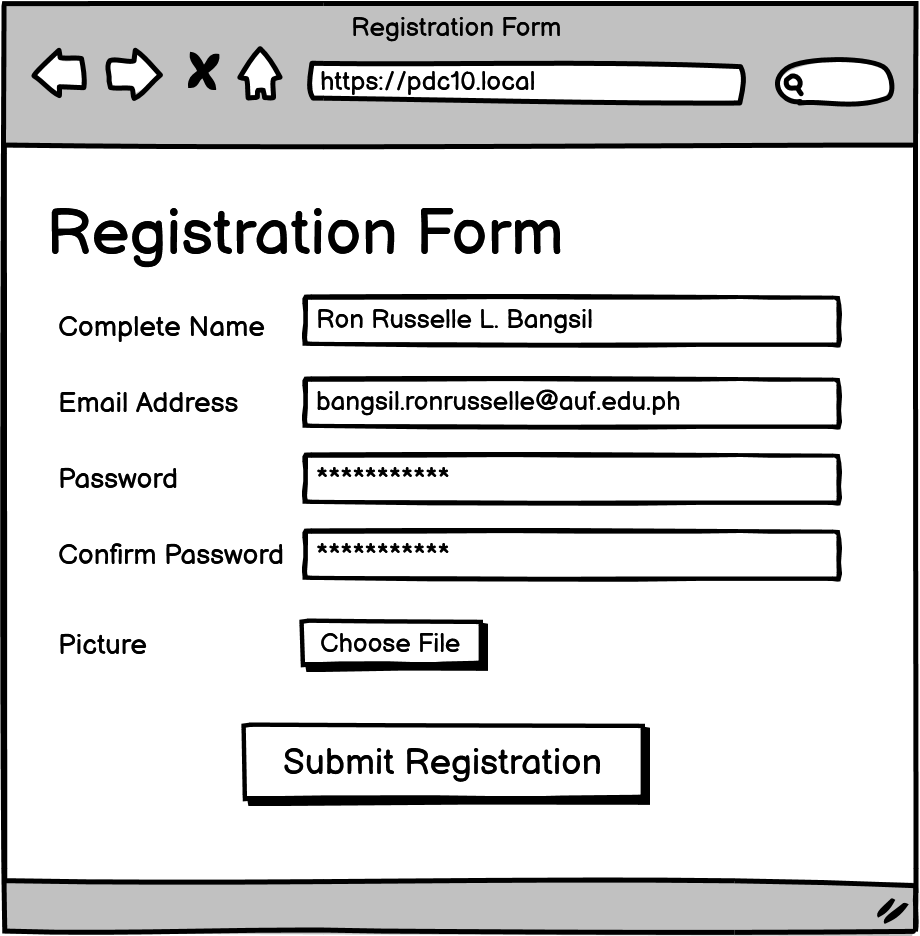 Registration Form
https://pdc10.local
Registration Form
Complete Name
Ron Russelle L. Bangsil
Email Address
bangsil.ronrusselle@auf.edu.ph
Password
***********
Confirm Password
***********
Picture
Choose File
Submit Registration